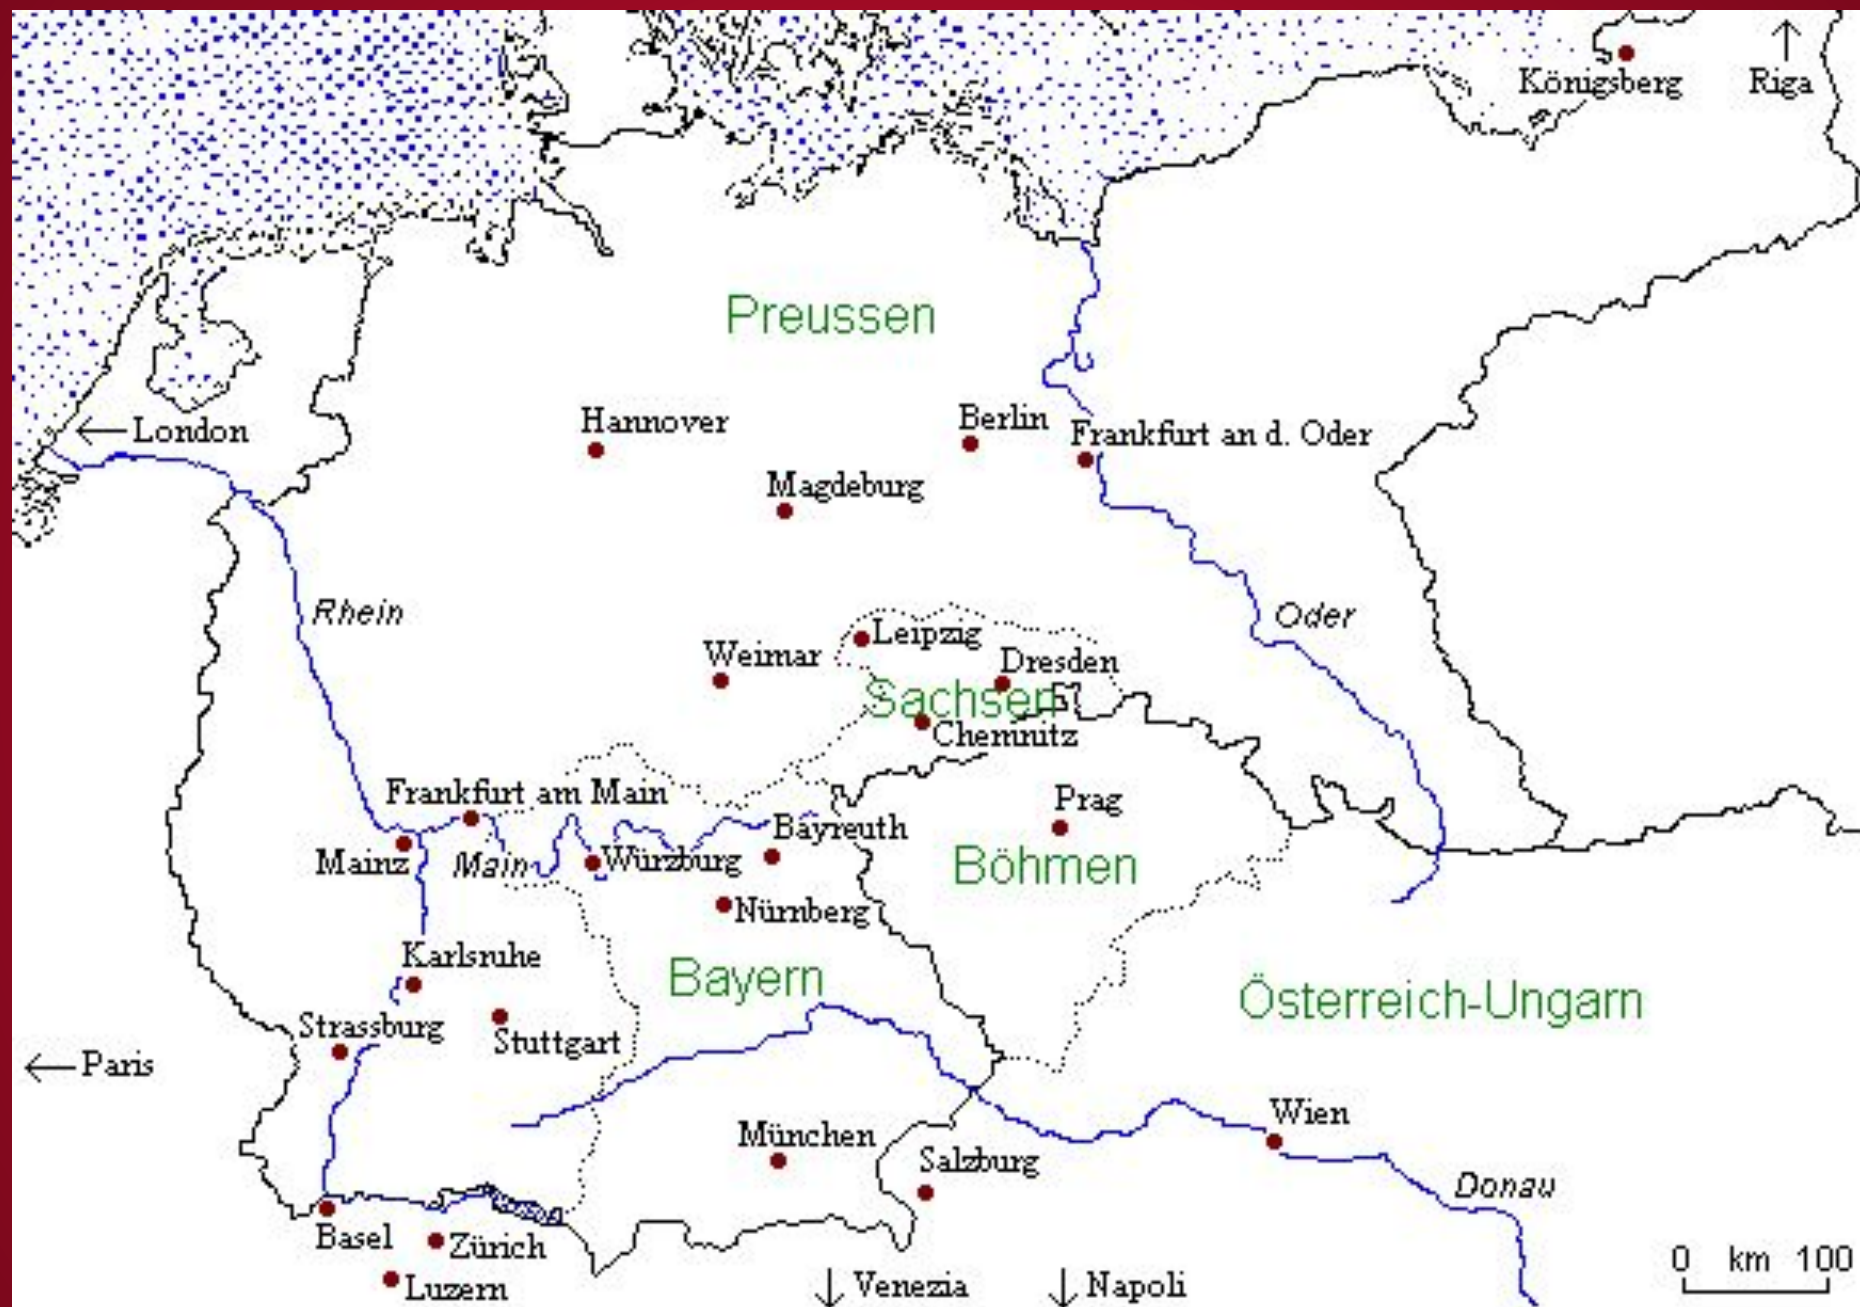 Königsberg
Riga
Preussen
Hannover
Berlin
London
Frankfurt an d. Oder
Magdeburg
Rhein
Oder
Leipzig
Weimar
Dresden
Sachsen
Chemnitz
Frankfurt am Main
Prag
Bayreuth
Mainz
Main
Würzburg
Böhmen
Nürnberg
Karlsruhe
Bayern
Österreich-Ungarn
Strassburg
Stuttgart
Paris
Wien
München
Salzburg
Donau
Basel
Zürich
0 km 100
Luzern
Venezia
Napoli